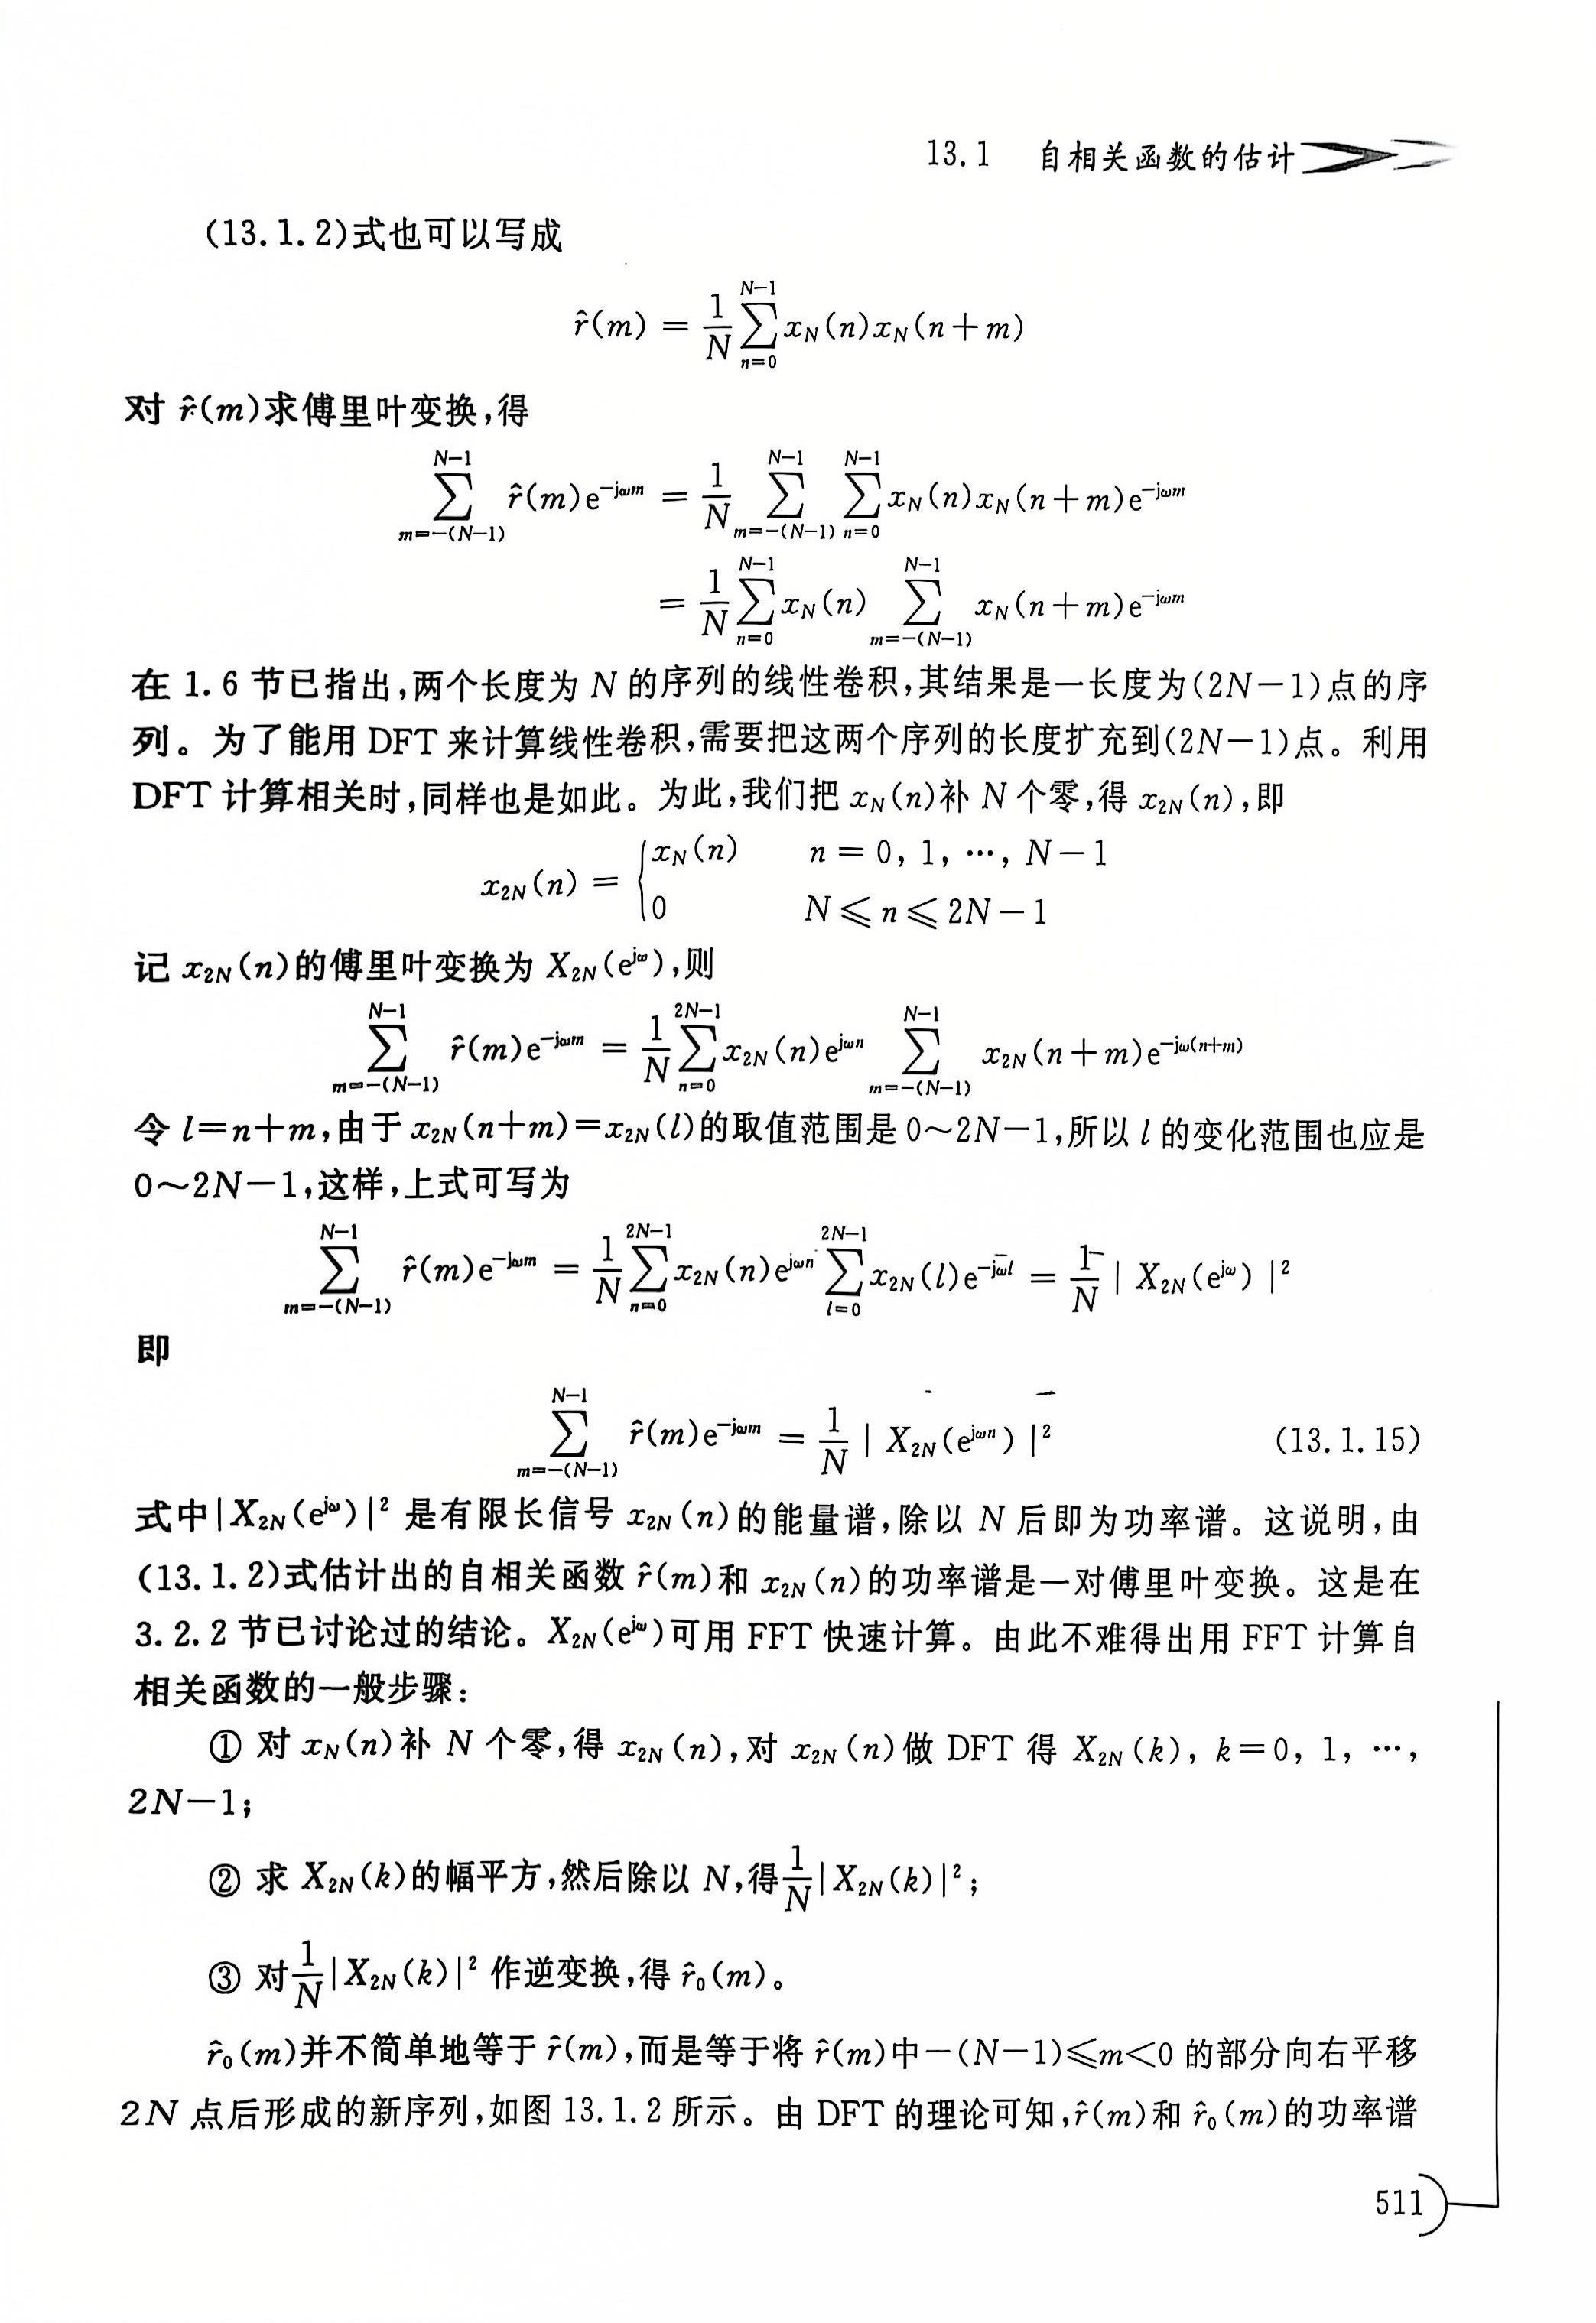 13.1 自相关函数的估计
(13.1.2)式也可以写成
$\hat{r}(m) = \frac{1}{N}\sum_{n=0}^{N-1} x_N(n)x_N(n+m)$
对 $\hat{r}(m)$求傅里叶变换,得
$\sum_{m=-(N-1)}^{N-1} \hat{r}(m)e^{-j\omega m} = \frac{1}{N}\sum_{m=-(N-1)}^{N-1}\sum_{n=0}^{N-1} x_N(n)x_N(n+m)e^{-j\omega m}$
$= \frac{1}{N}\sum_{n=0}^{N-1} x_N(n)\sum_{m=-(N-1)}^{N-1} x_N(n+m)e^{-j\omega m}$
在 1.6 节已指出,两个长度为 N 的序列的线性卷积,其结果是一长度为(2N-1)点的序
列。为了能用 DFT 来计算线性卷积,需要把这两个序列的长度扩充到(2N-1)点。利用
DFT 计算相关时,同样也是如此。为此,我们把 $x_N(n)$补 N 个零,得 $x_{2N}(n)$,即
$x_{2N}(n) = \begin{cases} x_N(n) & n = 0, 1, \cdots, N-1 \\ 0 & N \leqslant n \leqslant 2N-1 \end{cases}$
记 $x_{2N}(n)$的傅里叶变换为 $X_{2N}(e^{j\omega})$,则
$\sum_{m=-(N-1)}^{N-1} \hat{r}(m)e^{-j\omega m} = \frac{1}{N}\sum_{n=0}^{2N-1} x_{2N}(n)e^{j\omega n}\sum_{m=-(N-1)}^{N-1} x_{2N}(n+m)e^{-j\omega(n+m)}$
令 $l=n+m$,由于 $x_{2N}(n+m)=x_{2N}(l)$的取值范围是 0~2N-1,所以 $l$ 的变化范围也应是
0~2N-1,这样,上式可写为
$\sum_{m=-(N-1)}^{N-1} \hat{r}(m)e^{-j\omega m} = \frac{1}{N}\sum_{n=0}^{2N-1} x_{2N}(n)e^{j\omega n}\sum_{l=0}^{2N-1} x_{2N}(l)e^{-j\omega l} = \frac{1}{N}|X_{2N}(e^{j\omega})|^2$
即
$\sum_{m=-(N-1)}^{N-1} \hat{r}(m)e^{-j\omega m} = \frac{1}{N}|X_{2N}(e^{j\omega n})|^2$ (13.1.15)
式中$|X_{2N}(e^{j\omega})|^2$ 是有限长信号 $x_{2N}(n)$的能量谱,除以 N 后即为功率谱。这说明,由
(13.1.2)式估计出的自相关函数 $\hat{r}(m)$和 $x_{2N}(n)$的功率谱是一对傅里叶变换。这是在
3.2.2 节已讨论过的结论。$X_{2N}(e^{j\omega})$可用 FFT 快速计算。由此不难得出用 FFT 计算自
相关函数的一般步骤:
① 对 $x_N(n)$补 N 个零,得 $x_{2N}(n)$,对 $x_{2N}(n)$做 DFT 得 $X_{2N}(k)$, k=0, 1, …,
2N-1;
② 求 $X_{2N}(k)$的幅平方,然后除以 N,得$\frac{1}{N}|X_{2N}(k)|^2$;
③ 对$\frac{1}{N}|X_{2N}(k)|^2$ 作逆变换,得 $\hat{r}_0(m)$。
$\hat{r}_0(m)$并不简单地等于 $\hat{r}(m)$,而是等于将 $\hat{r}(m)$中$-(N-1)\leqslant m<0$ 的部分向右平移
2N 点后形成的新序列,如图 13.1.2 所示。由 DFT 的理论可知,$\hat{r}(m)$和 $\hat{r}_0(m)$的功率谱
511